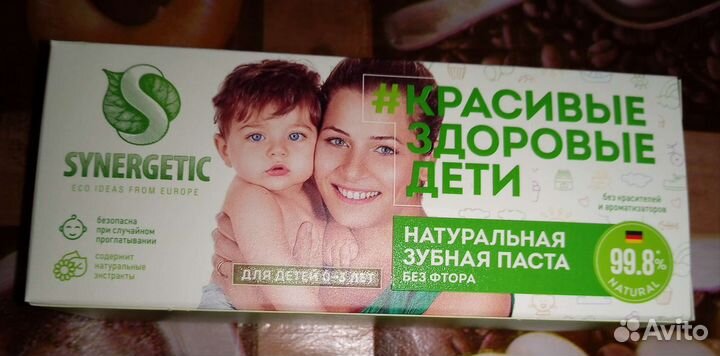 SYNERGETIC
ECO IDEAS FROM EUROPE
безопасна
при случайном
проглатывании
содержит
натуральные
экстракты
ДЛЯ ДЕТЕЙ 0-3 ЛЕТ
#КРАСИВЫЕ
ЗДОРОВЫЕ
ДЕТИ
без красителей
и ароматизаторов
НАТУРАЛЬНАЯ
ЗУБНАЯ ПАСТА
БЕЗ ФТОРА
99.8%
NATURAL
Avito